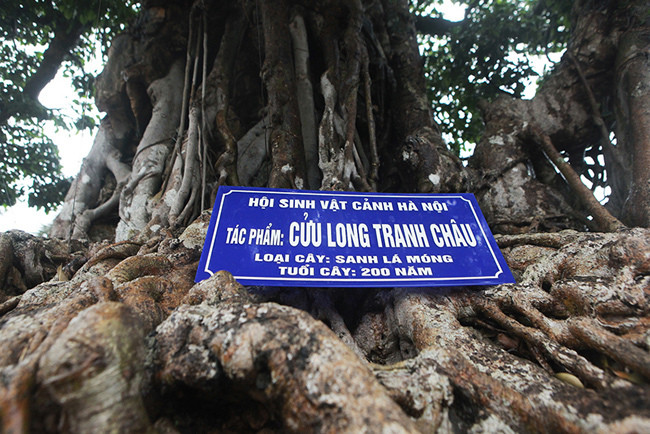 HỘI SINH VẬT CẢNH HÀ NỘI
TÁC PHẨM: CỬU LONG TRANH CHÂU
LOẠI CÂY: SANH LÁ MÓNG
TUỔI CÂY: 200 NĂM